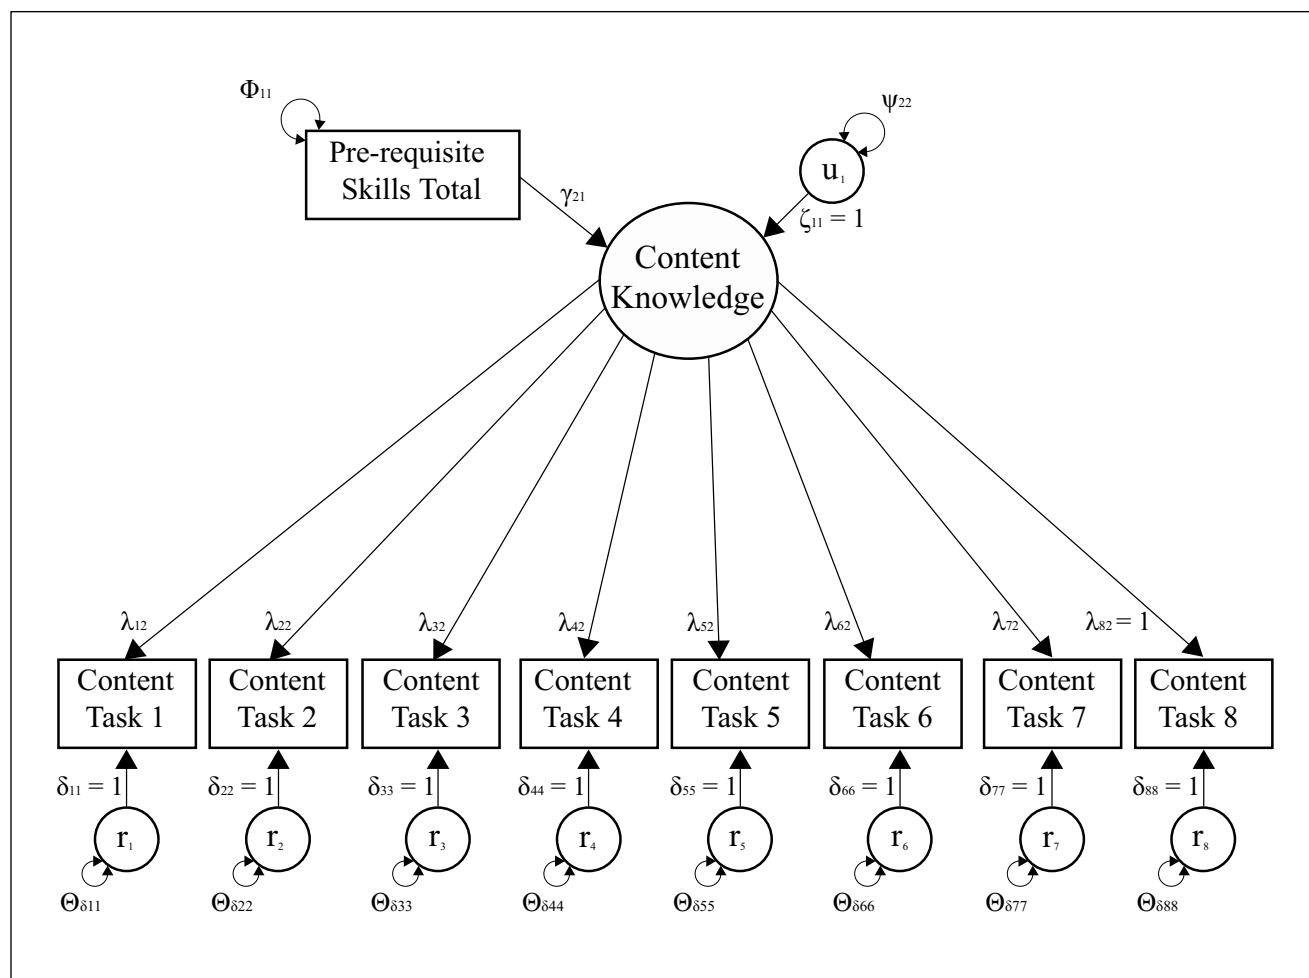 Φ11
ψ22
Pre-requisite
Skills Total
u1
γ21
ζ11 = 1
Content
Knowledge
λ12
λ22
λ32
λ42
λ52
λ62
λ72
λ82 = 1
Content
Task 1
Content
Task 2
Content
Task 3
Content
Task 4
Content
Task 5
Content
Task 6
Content
Task 7
Content
Task 8
δ11 = 1
δ22 = 1
δ33 = 1
δ44 = 1
δ55 = 1
δ66 = 1
δ77 = 1
δ88 = 1
r1
r2
r3
r4
r5
r6
r7
r8
Θδ11
Θδ22
Θδ33
Θδ44
Θδ55
Θδ66
Θδ77
Θδ88